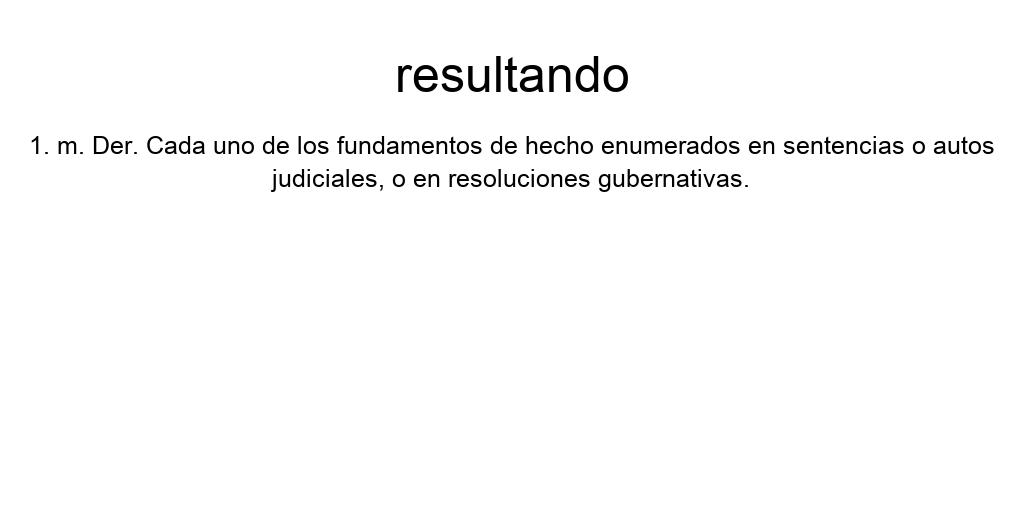 resultando
1. m. Der. Cada uno de los fundamentos de hecho enumerados en sentencias o autos
judiciales, o en resoluciones gubernativas.